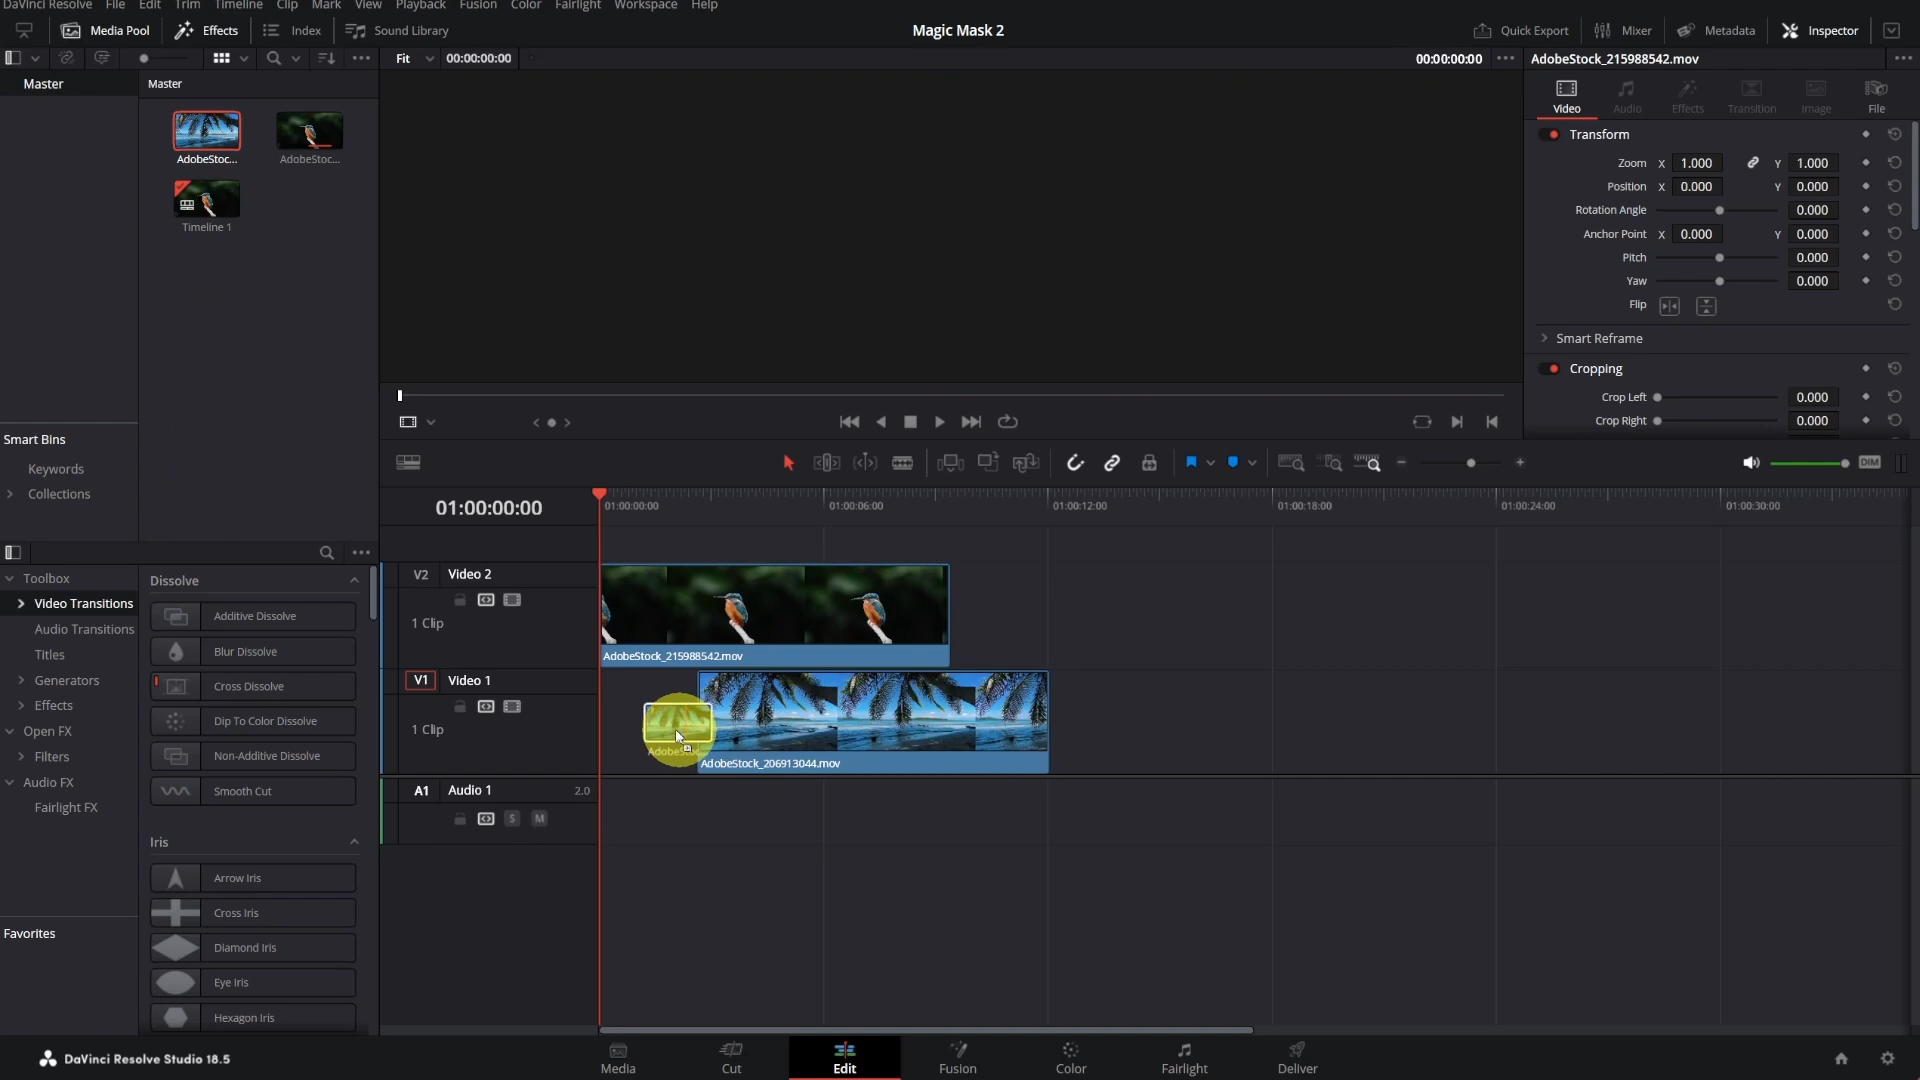 DaVinci Resolve File Edit Trim Timeline Clip Mark View Playback Fusion Color Fairlight Workspace Help
Media Pool Effects Index Sound Library Magic Mask 2 Quick Export Mixer Metadata Inspector
Fit 00:00:00:00 00:00:00:00 AdobeStock_215988542.mov
Master Master
AdobeStoc... AdobeStoc...
Timeline 1
Video Audio Effects Transition Image File
Transform
Zoom X 1.000 Y 1.000
Position X 0.000 Y 0.000
Rotation Angle 0.000
Anchor Point X 0.000 Y 0.000
Pitch 0.000
Yaw 0.000
Flip
Smart Reframe
Cropping
Crop Left 0.000
Crop Right 0.000
Smart Bins
Keywords
Collections
DIM
01:00:00:00 01:00:00:00 01:00:06:00 01:00:12:00 01:00:18:00 01:00:24:00 01:00:30:00
Toolbox
Video Transitions
Audio Transitions
Titles
Generators
Effects
Open FX
Filters
Audio FX
Fairlight FX
Favorites
Dissolve
Additive Dissolve
Blur Dissolve
Cross Dissolve
Dip To Color Dissolve
Non-Additive Dissolve
Smooth Cut
Iris
Arrow Iris
Cross Iris
Diamond Iris
Eye Iris
Hexagon Iris
V2 Video 2
1 Clip
AdobeStock_215988542.mov
V1 Video 1
1 Clip
AdobeStock_206913044.mov
A1 Audio 1 2.0
S M
DaVinci Resolve Studio 18.5
Media Cut Edit Fusion Color Fairlight Deliver